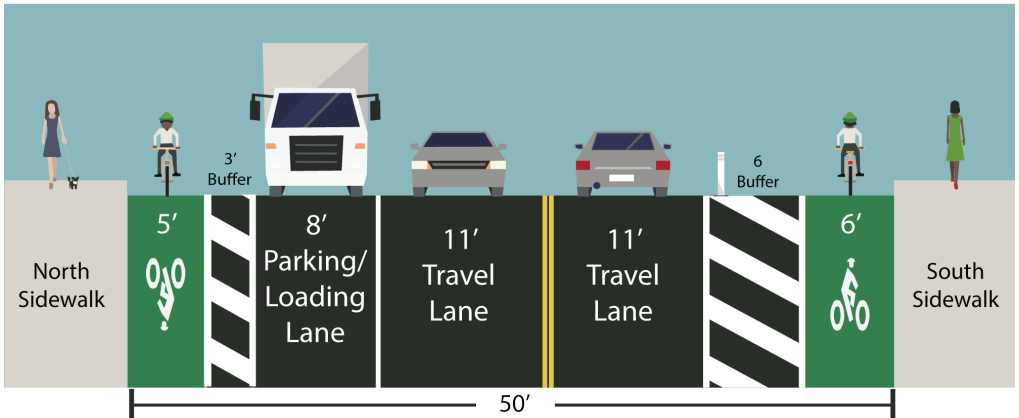 North
Sidewalk
5′
3′
Buffer
8′
Parking/
Loading
Lane
11′
Travel
Lane
11′
Travel
Lane
6
Buffer
6′
South
Sidewalk
50′